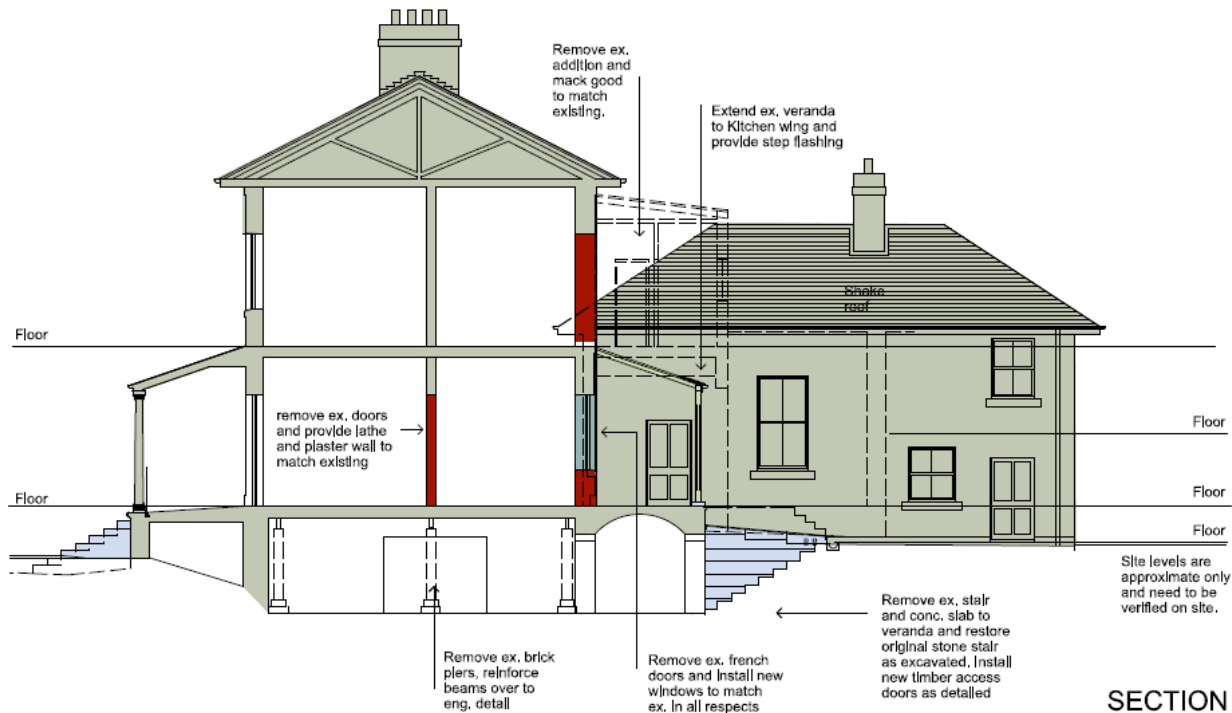 Remove ex.
addition and
mack good
to match
existing.
Extend ex. veranda
to Kitchen wing and
provide step flashing
Shake
roof
Floor
remove ex. doors
and provide lathe
and plaster wall to
match existing
Floor
Floor
Floor
Floor
Site levels are
approximate only
and need to be
verified on site.
Remove ex. brick
piers, reinforce
beams over to
eng. detail
Remove ex. french
doors and install new
windows to match
ex. in all respects
Remove ex. stair
and conc. slab to
veranda and restore
original stone stair
as excavated. Install
new timber access
doors as detailed
SECTION